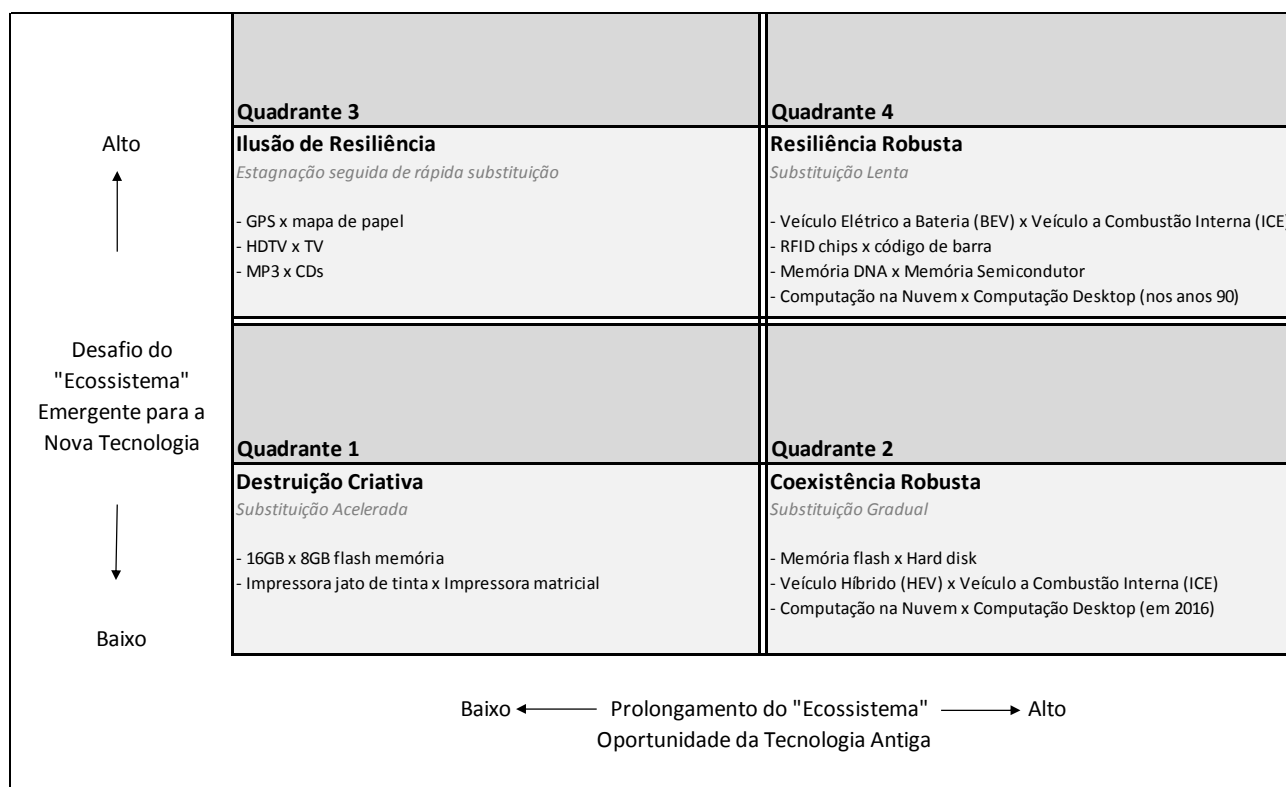 Quadrante 3
Quadrante 4
Alto
Ilusão de Resiliência
Estagnação seguida de rápida substituição
- GPS x mapa de papel
- HDTV x TV
- MP3 x CDs
Resiliência Robusta
Substituição Lenta
- Veículo Elétrico a Bateria (BEV) x Veículo a Combustão Interna (ICE)
- RFID chips x código de barra
- Memória DNA x Memória Semicondutor
- Computação na Nuvem x Computação Desktop (nos anos 90)
Desafio do
"Ecossistema"
Emergente para a
Nova Tecnologia
Quadrante 1
Quadrante 2
Destruição Criativa
Substituição Acelerada
- 16GB x 8GB flash memória
- Impressora jato de tinta x Impressora matricial
Coexistência Robusta
Substituição Gradual
- Memória flash x Hard disk
- Veículo Híbrido (HEV) x Veículo a Combustão Interna (ICE)
- Computação na Nuvem x Computação Desktop (em 2016)
Baixo
Baixo Prolongamento do "Ecossistema" Alto
Oportunidade da Tecnologia Antiga